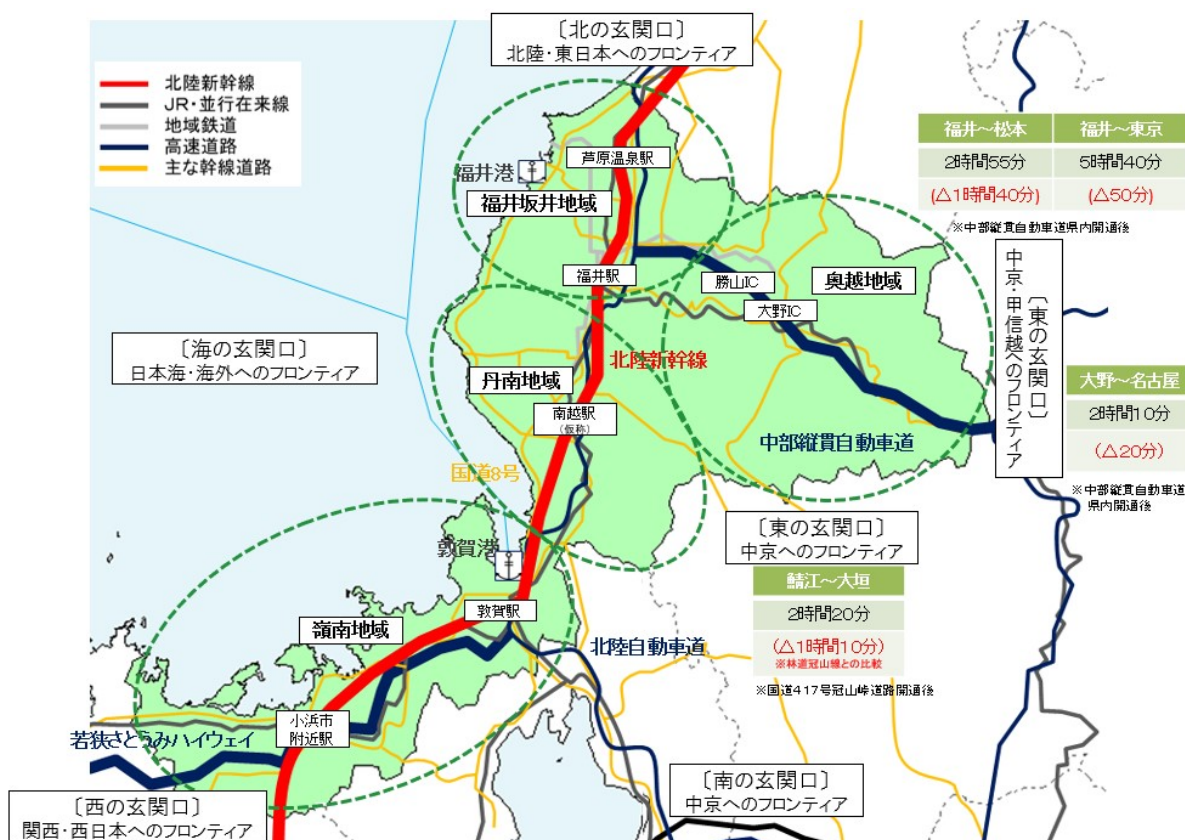 〔北の玄関口〕
北陸・東日本へのフロンティア
北陸新幹線
JR・並行在来線
地域鉄道
高速道路
主な幹線道路
福井～松本
福井～東京
2時間55分
5時間40分
(△1時間40分)
(△50分)
※中部縦貫自動車道県内開通後
芦原温泉駅
福井港
福井坂井地域
福井駅
勝山IC
奥越地域
大野IC
〔東の玄関口〕
中京・甲信越へのフロンティア
〔海の玄関口〕
日本海・海外へのフロンティア
北陸新幹線
丹南地域
南越駅
(仮称)
大野～名古屋
2時間10分
(△20分)
※中部縦貫自動車道
県内開通後
中部縦貫自動車道
国道8号
〔東の玄関口〕
中京へのフロンティア
敦賀港
鯖江～大垣
2時間20分
(△1時間10分)
※林道冠山線との比較
※国道417号冠山峠道路開通後
敦賀駅
嶺南地域
北陸自動車道
小浜市
附近駅
若狭さとうみハイウェイ
〔南の玄関口〕
中京へのフロンティア
〔西の玄関口〕
関西・西日本へのフロンティア